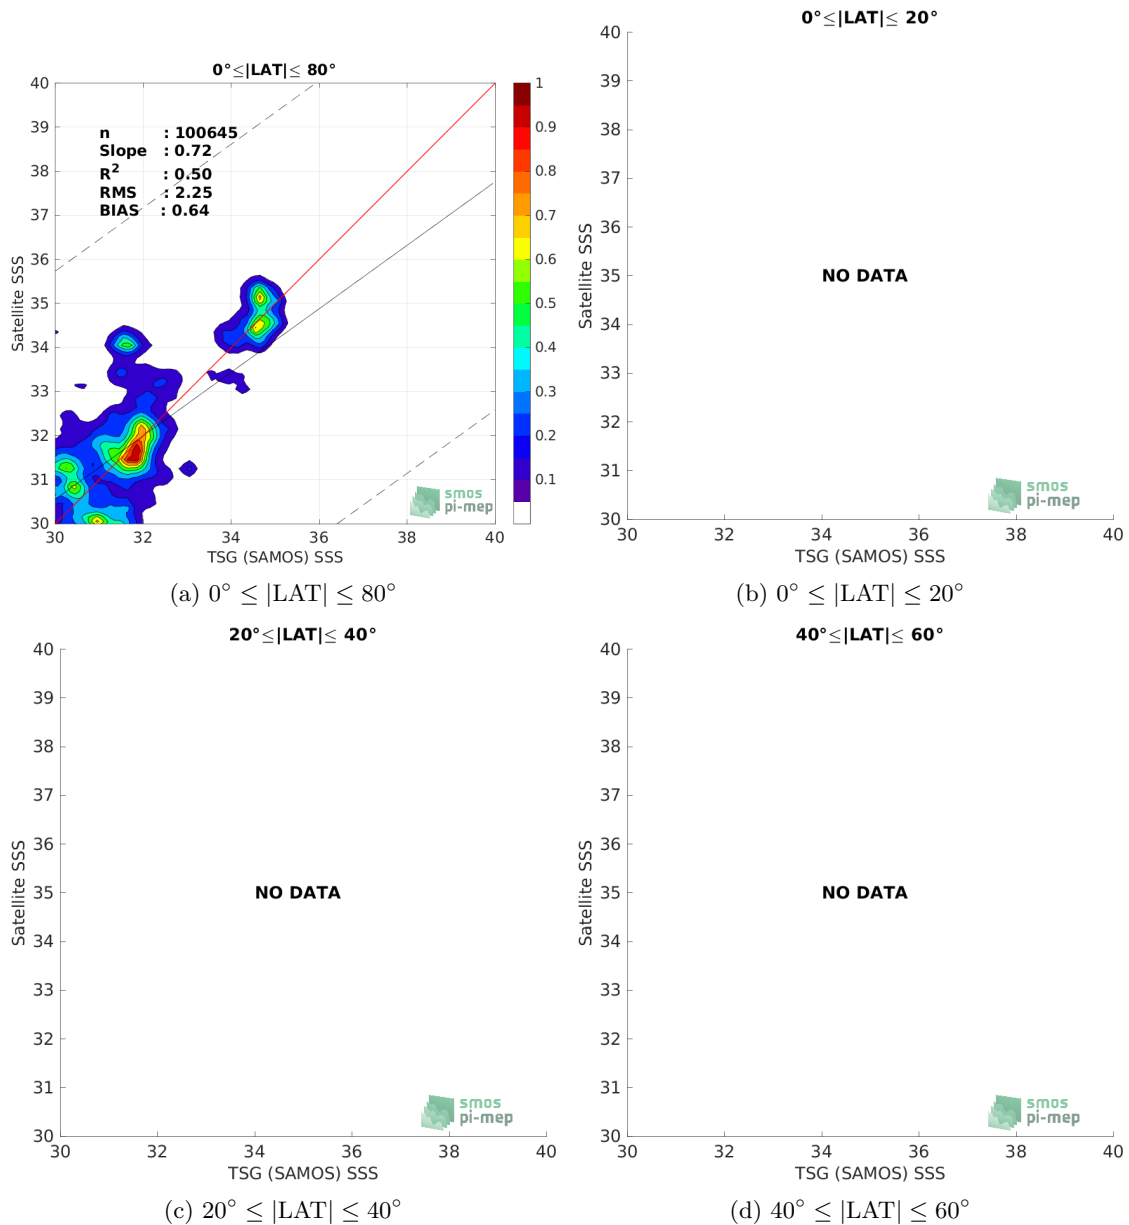 0°≤|LAT|≤ 80°
40
39
38
37
36
35
34
33
32
31
30
Satellite SSS
n : 100645
Slope : 0.72
R² : 0.50
RMS : 2.25
BIAS : 0.64
1
0.9
0.8
0.7
0.6
0.5
0.4
0.3
0.2
0.1
smos
pi-mep
30 32 34 36 38 40
TSG (SAMOS) SSS
(a) 0° ≤ |LAT| ≤ 80°
0°≤|LAT|≤ 20°
40
39
38
37
36
35
34
33
32
31
30
Satellite SSS
NO DATA
smos
pi-mep
30 32 34 36 38 40
TSG (SAMOS) SSS
(b) 0° ≤ |LAT| ≤ 20°
20°≤|LAT|≤ 40°
40
39
38
37
36
35
34
33
32
31
30
Satellite SSS
NO DATA
smos
pi-mep
30 32 34 36 38 40
TSG (SAMOS) SSS
(c) 20° ≤ |LAT| ≤ 40°
40°≤|LAT|≤ 60°
40
39
38
37
36
35
34
33
32
31
30
Satellite SSS
NO DATA
smos
pi-mep
30 32 34 36 38 40
TSG (SAMOS) SSS
(d) 40° ≤ |LAT| ≤ 60°